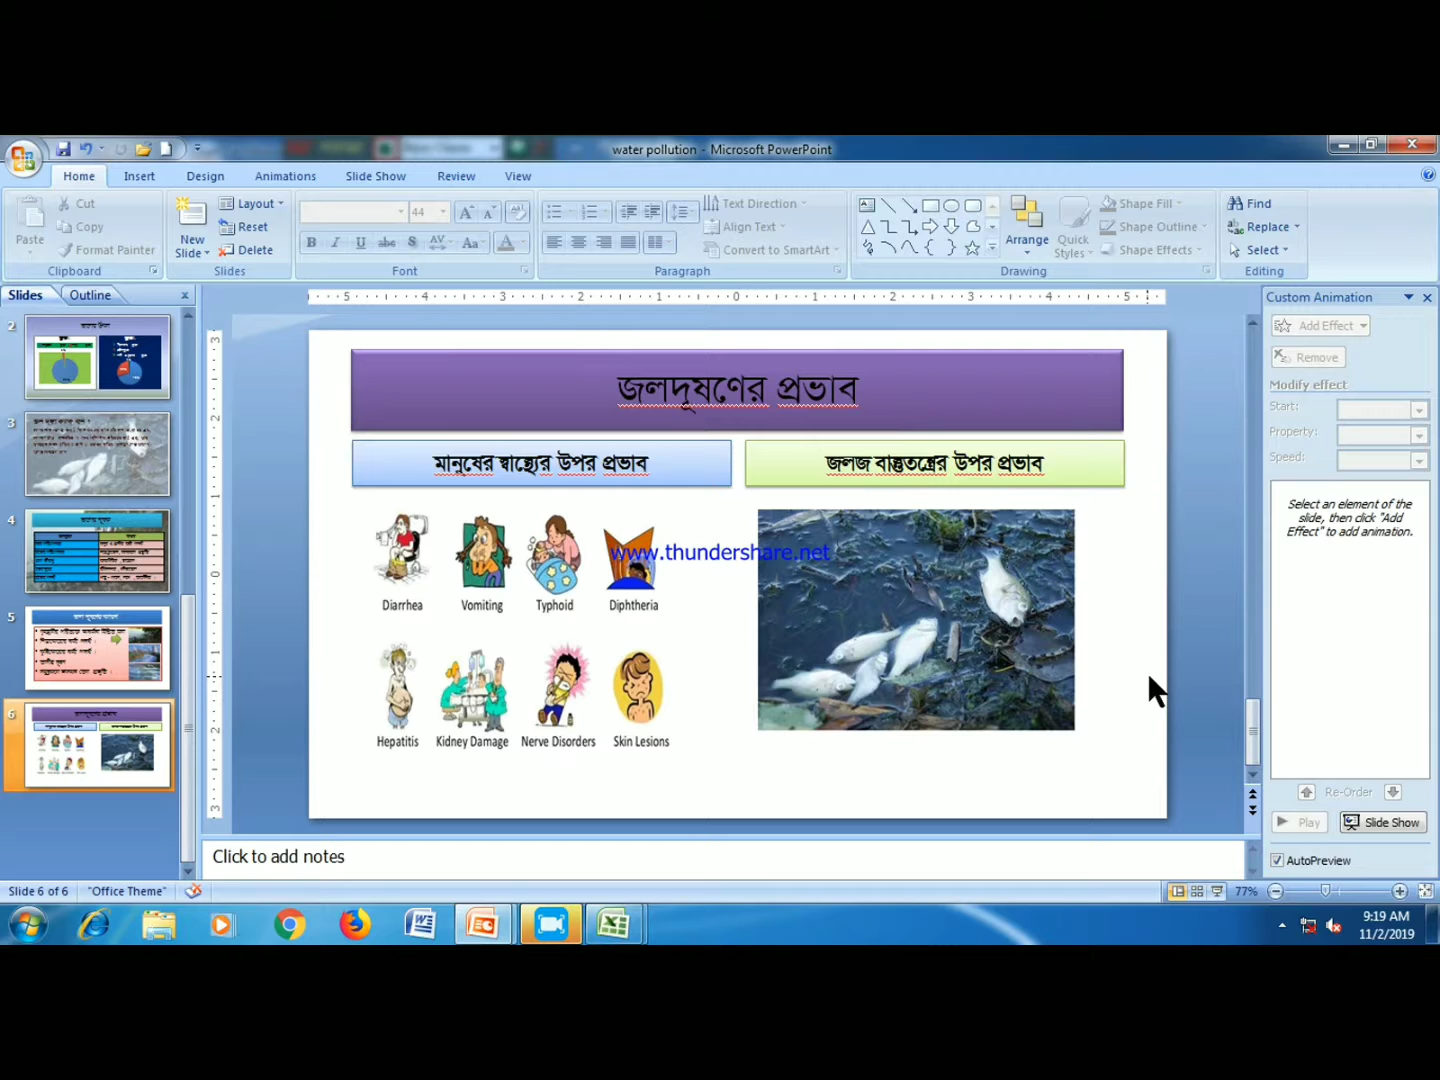 water pollution - Microsoft PowerPoint
Home Insert Design Animations Slide Show Review View
Paste
Cut
Copy
Format Painter
Clipboard
New Slide
Layout
Reset
Delete
Slides
44
Font
Text Direction
Align Text
Convert to SmartArt
Paragraph
Arrange
Quick Styles
Shape Fill
Shape Outline
Shape Effects
Drawing
Find
Replace
Select
Editing
Slides Outline
2
3
4
5
6
জলদূষণের প্রভাব
মানুষের স্বাস্থ্যের উপর প্রভাব
জলজ বাস্তুতন্ত্রের উপর প্রভাব
www.thundershare.net
Diarrhea Vomiting Typhoid Diphtheria
Hepatitis Kidney Damage Nerve Disorders Skin Lesions
Custom Animation
Add Effect
Remove
Modify effect
Start:
Property:
Speed:
Select an element of the
slide, then click "Add
Effect" to add animation.
Re-Order
Play Slide Show
AutoPreview
Click to add notes
Slide 6 of 6 "Office Theme" 77%
9:19 AM
11/2/2019